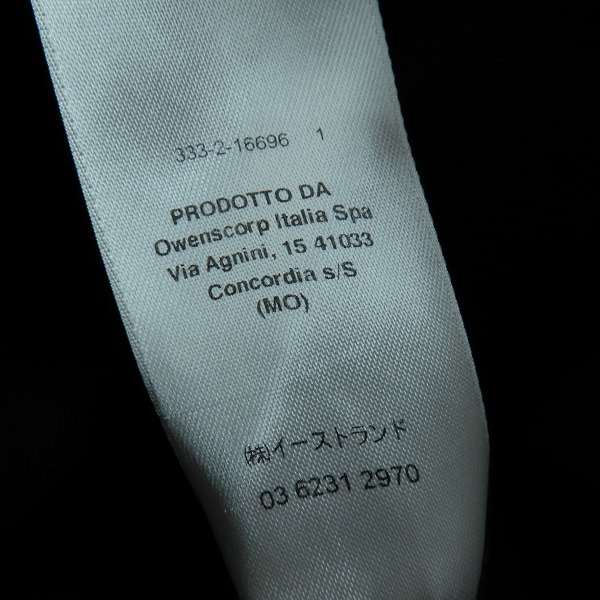 333-2-16696 1
PRODOTTO DA
Owenscorp Italia Spa
Via Agnini, 15 41033
Concordia s/S
(MO)
㈱イーストランド
03 6231 2970